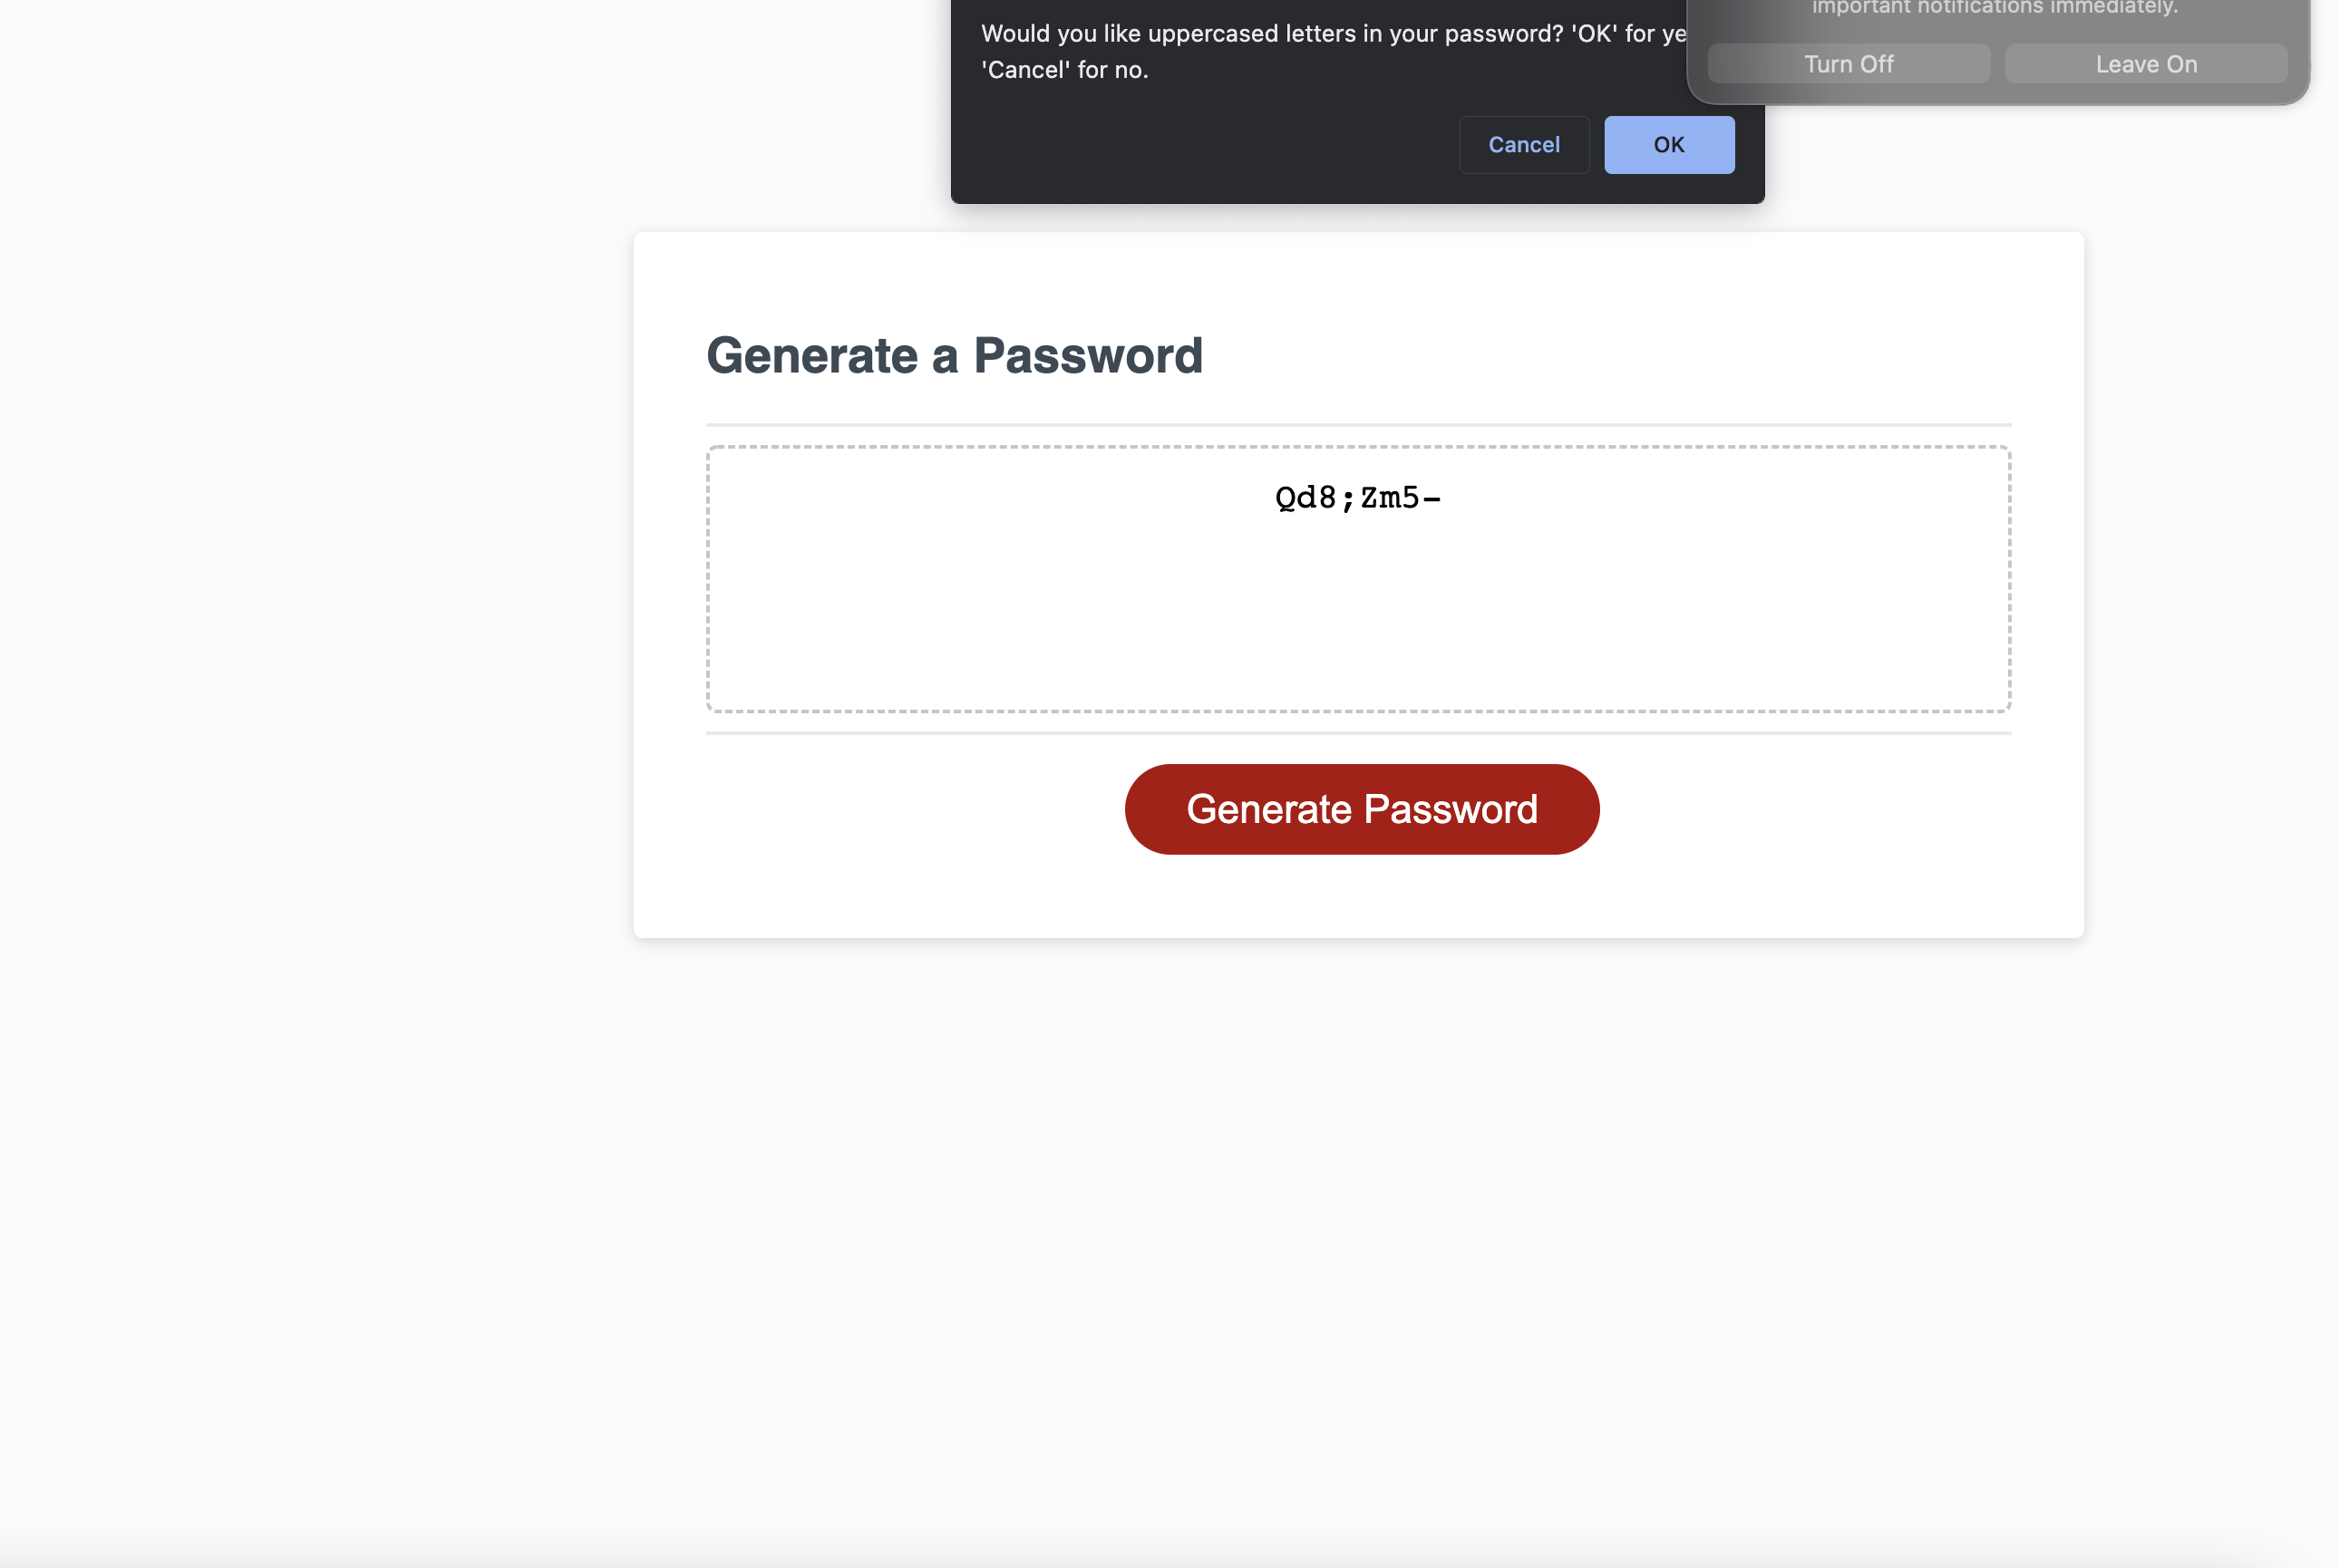 Would you like uppercased letters in your password? 'OK' for
'Cancel' for no.
Cancel
OK
important notifications immediately.
Turn Off
Leave On
Generate a Password
Qd8;Zm5-
Generate Password